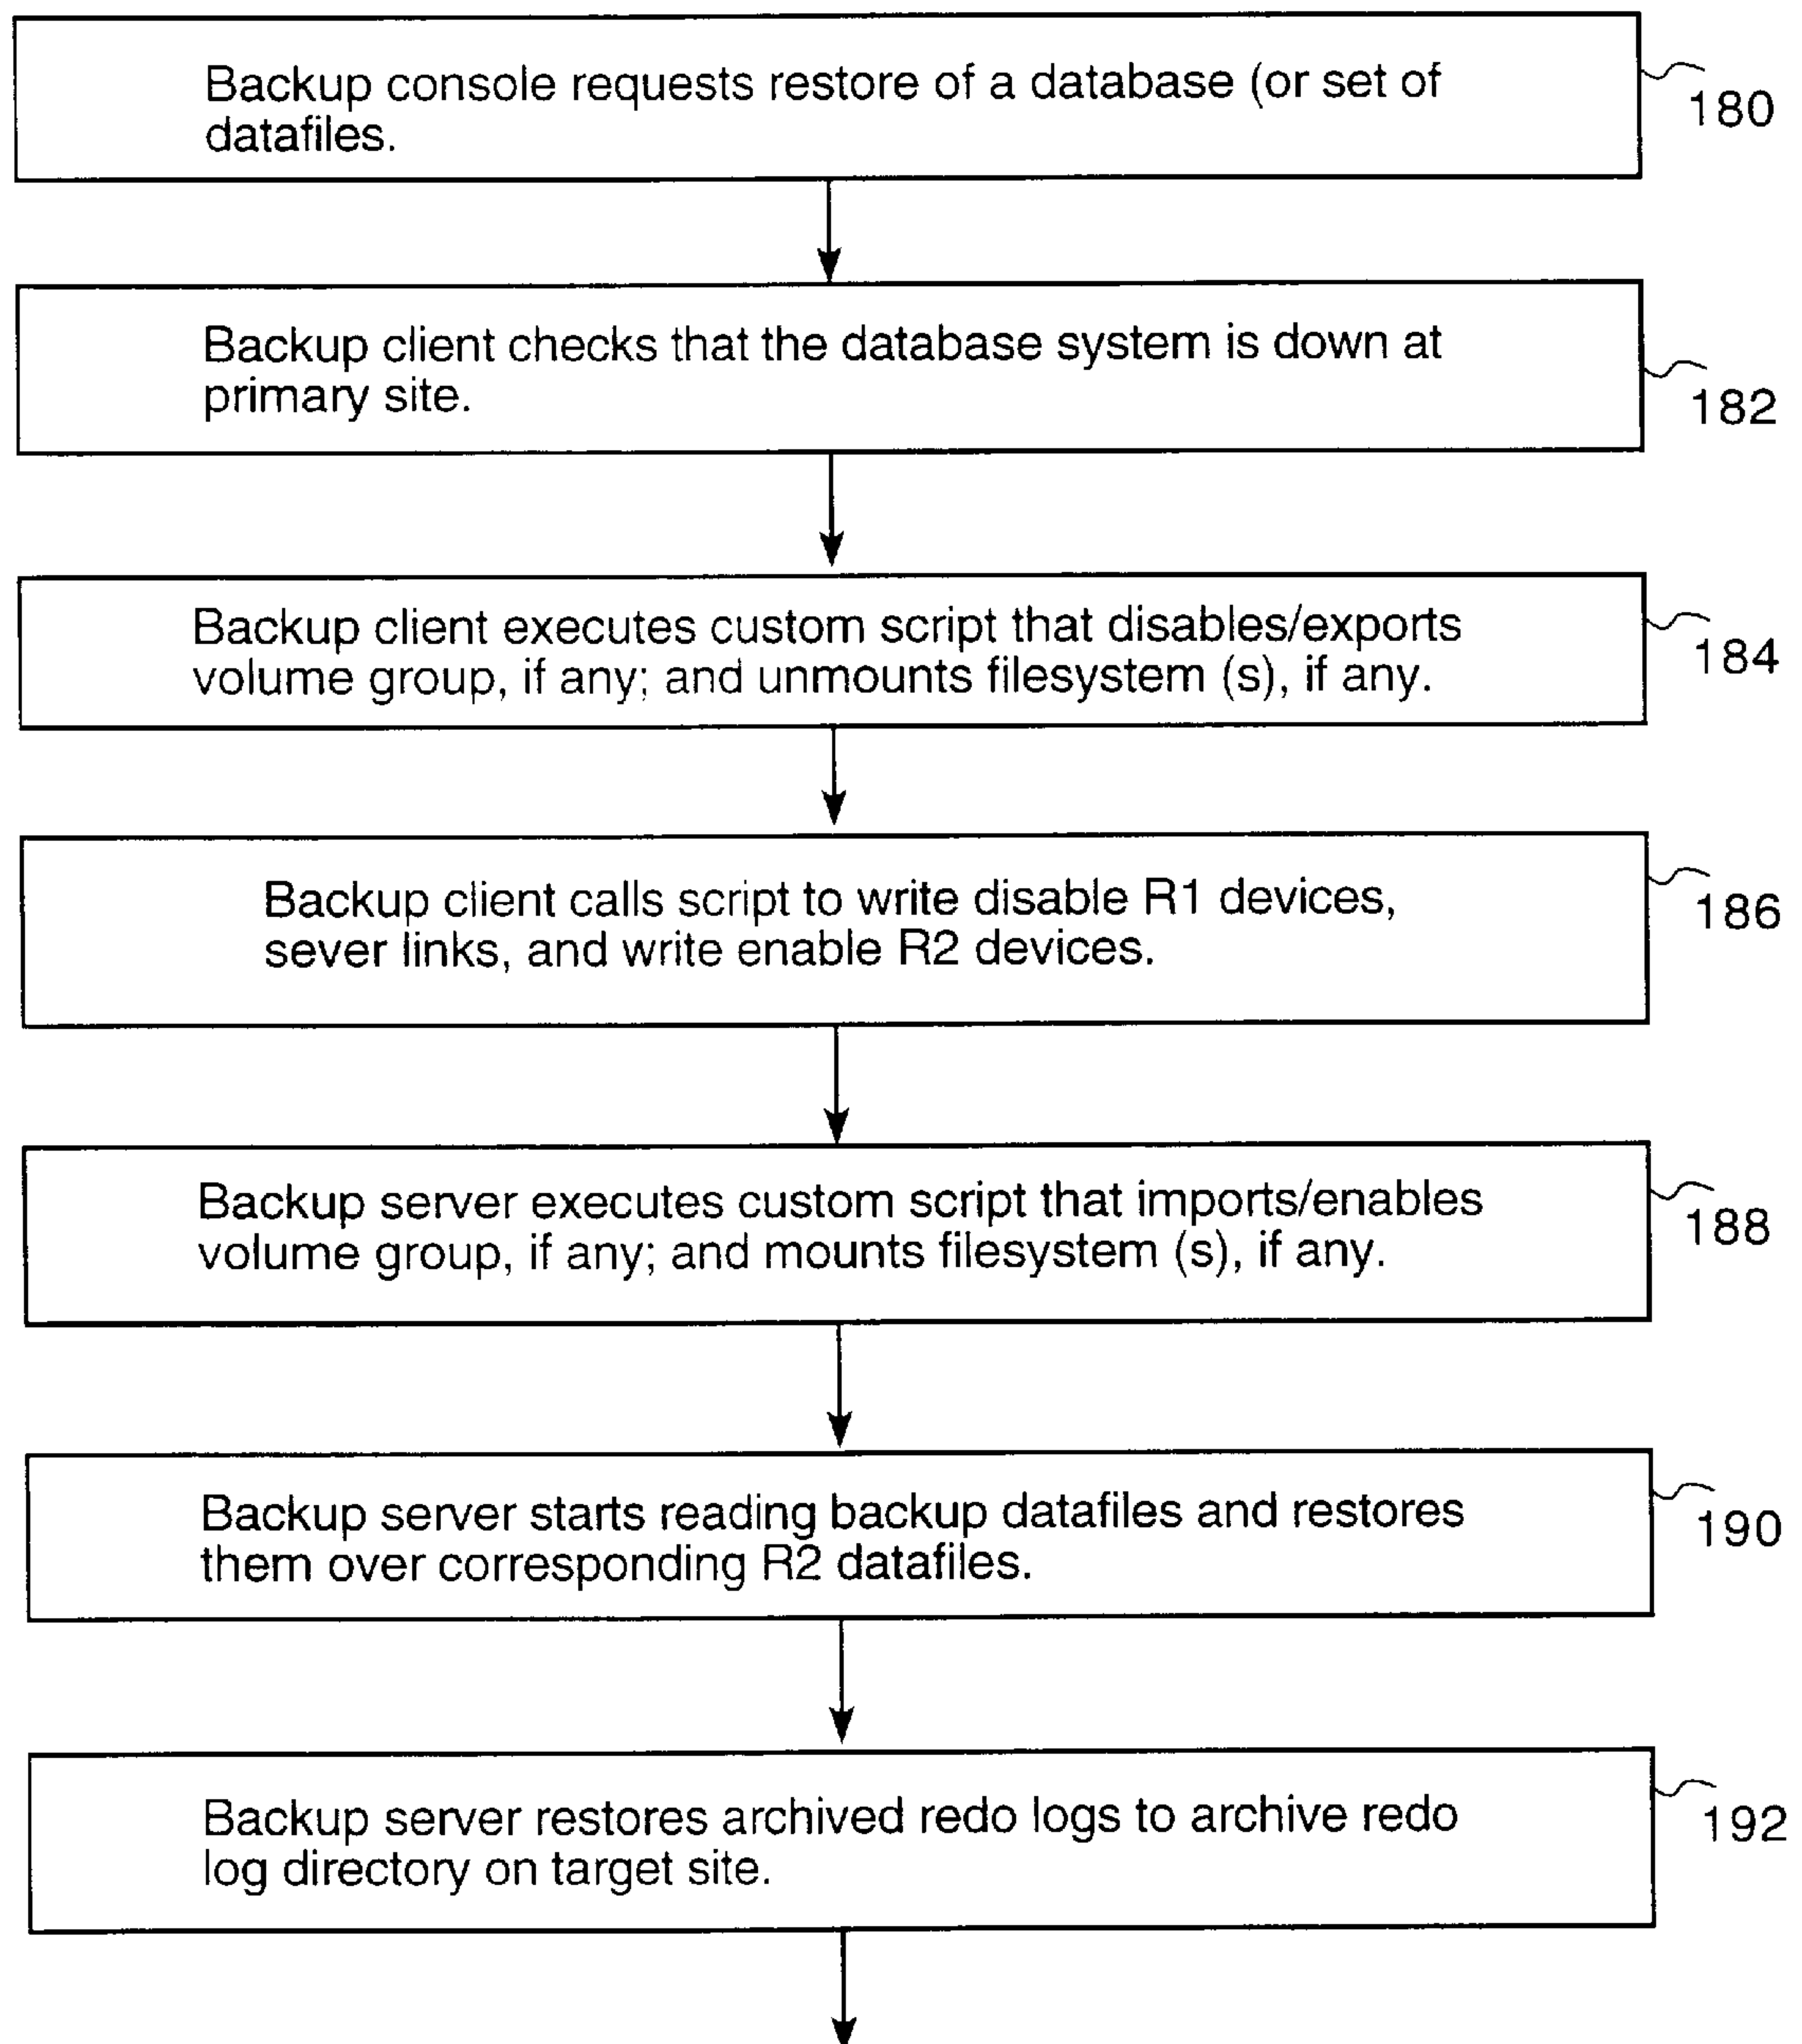 Backup console requests restore of a database (or set of
datafiles.
180
Backup client checks that the database system is down at
primary site.
182
Backup client executes custom script that disables/exports
volume group, if any; and unmounts filesystem (s), if any.
184
Backup client calls script to write disable R1 devices,
sever links, and write enable R2 devices.
186
Backup server executes custom script that imports/enables
volume group, if any; and mounts filesystem (s), if any.
188
Backup server starts reading backup datafiles and restores
them over corresponding R2 datafiles.
190
Backup server restores archived redo logs to archive redo
log directory on target site.
192